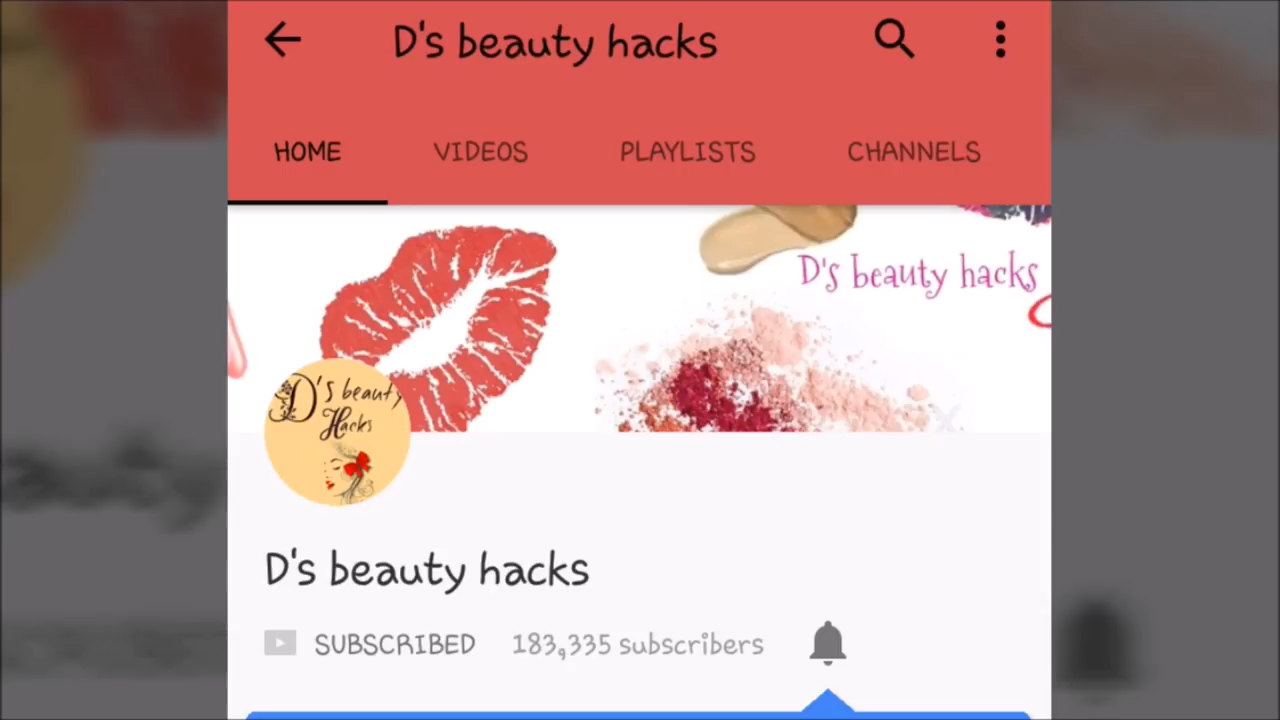 D's beauty hacks
HOME VIDEOS PLAYLISTS CHANNELS
D's beauty hacks
D's beauty
Hacks
D's beauty hacks
SUBSCRIBED 183,335 subscribers